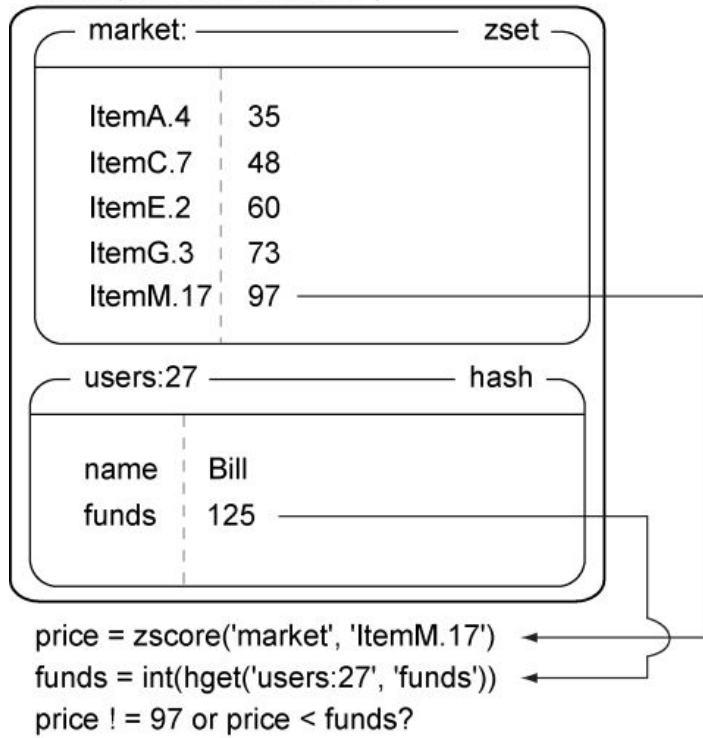 market: zset
ItemA.4 35
ItemC.7 48
ItemE.2 60
ItemG.3 73
ItemM.17 97
users:27 hash
name Bill
funds 125
price = zscore('market', 'ItemM.17')
funds = int(hget('users:27', 'funds'))
price ! = 97 or price < funds?